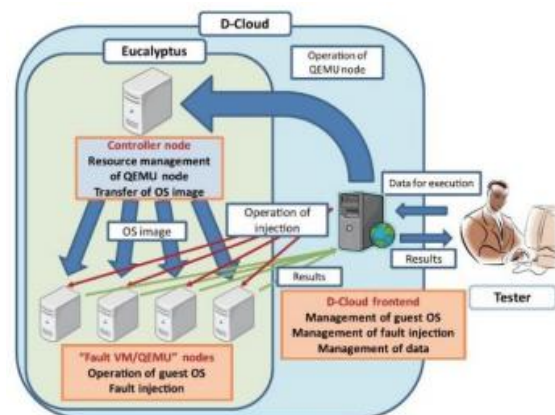 D-Cloud
Eucalyptus
Operation of
QEMU node
Controller node
Resource management
of QEMU node
Transfer of OS image
Data for execution
Operation of
injection
OS image
Results
Results
Tester
D-Cloud frontend
Management of guest OS
Management of fault injection
Management of data
"Fault VM/QEMU" nodes
Operation of guest OS
Fault injection